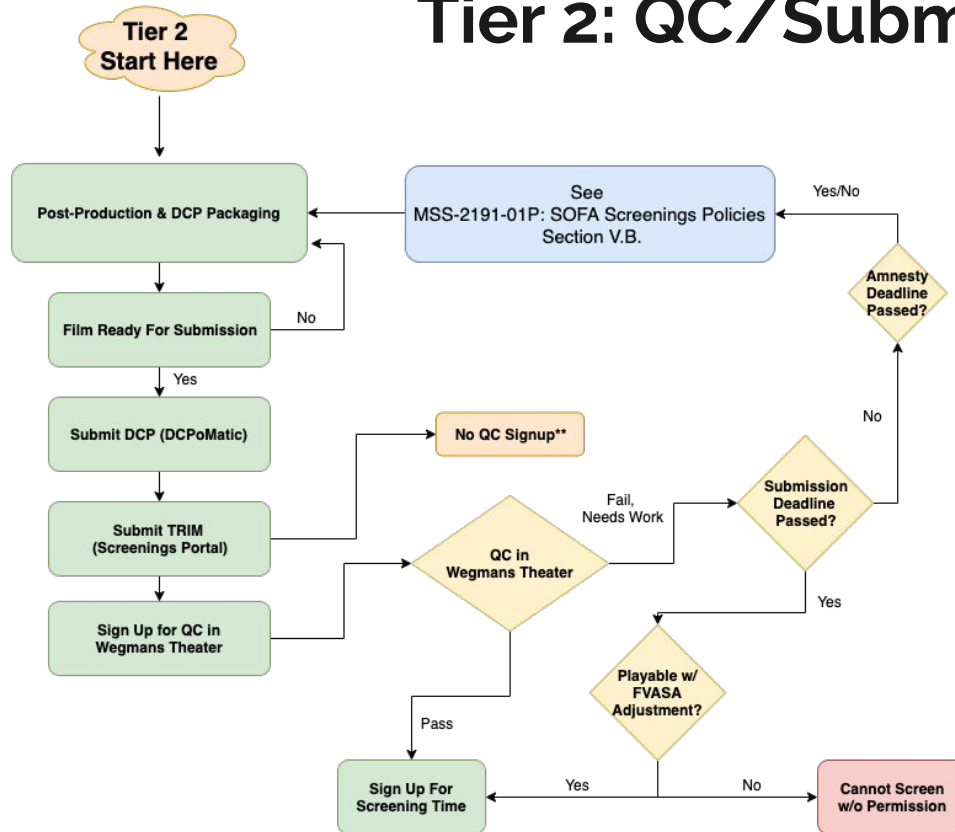 Tier 2: QC/Subm
Tier 2
Start Here
Post-Production & DCP Packaging
See
MSS-2191-01P: SOFA Screenings Policies
Section V.B.
Yes/No
Amnesty
Deadline
Passed?
Film Ready For Submission
No
Yes
Submit DCP (DCPoMatic)
No QC Signup**
No
Submission
Deadline
Passed?
Fail,
Needs Work
Submit TRIM
(Screenings Portal)
QC in
Wegmans Theater
Sign Up for QC in
Wegmans Theater
Yes
Playable w/
FVASA
Adjustment?
Pass
Sign Up For
Screening Time
Yes
No
Cannot Screen
w/o Permission